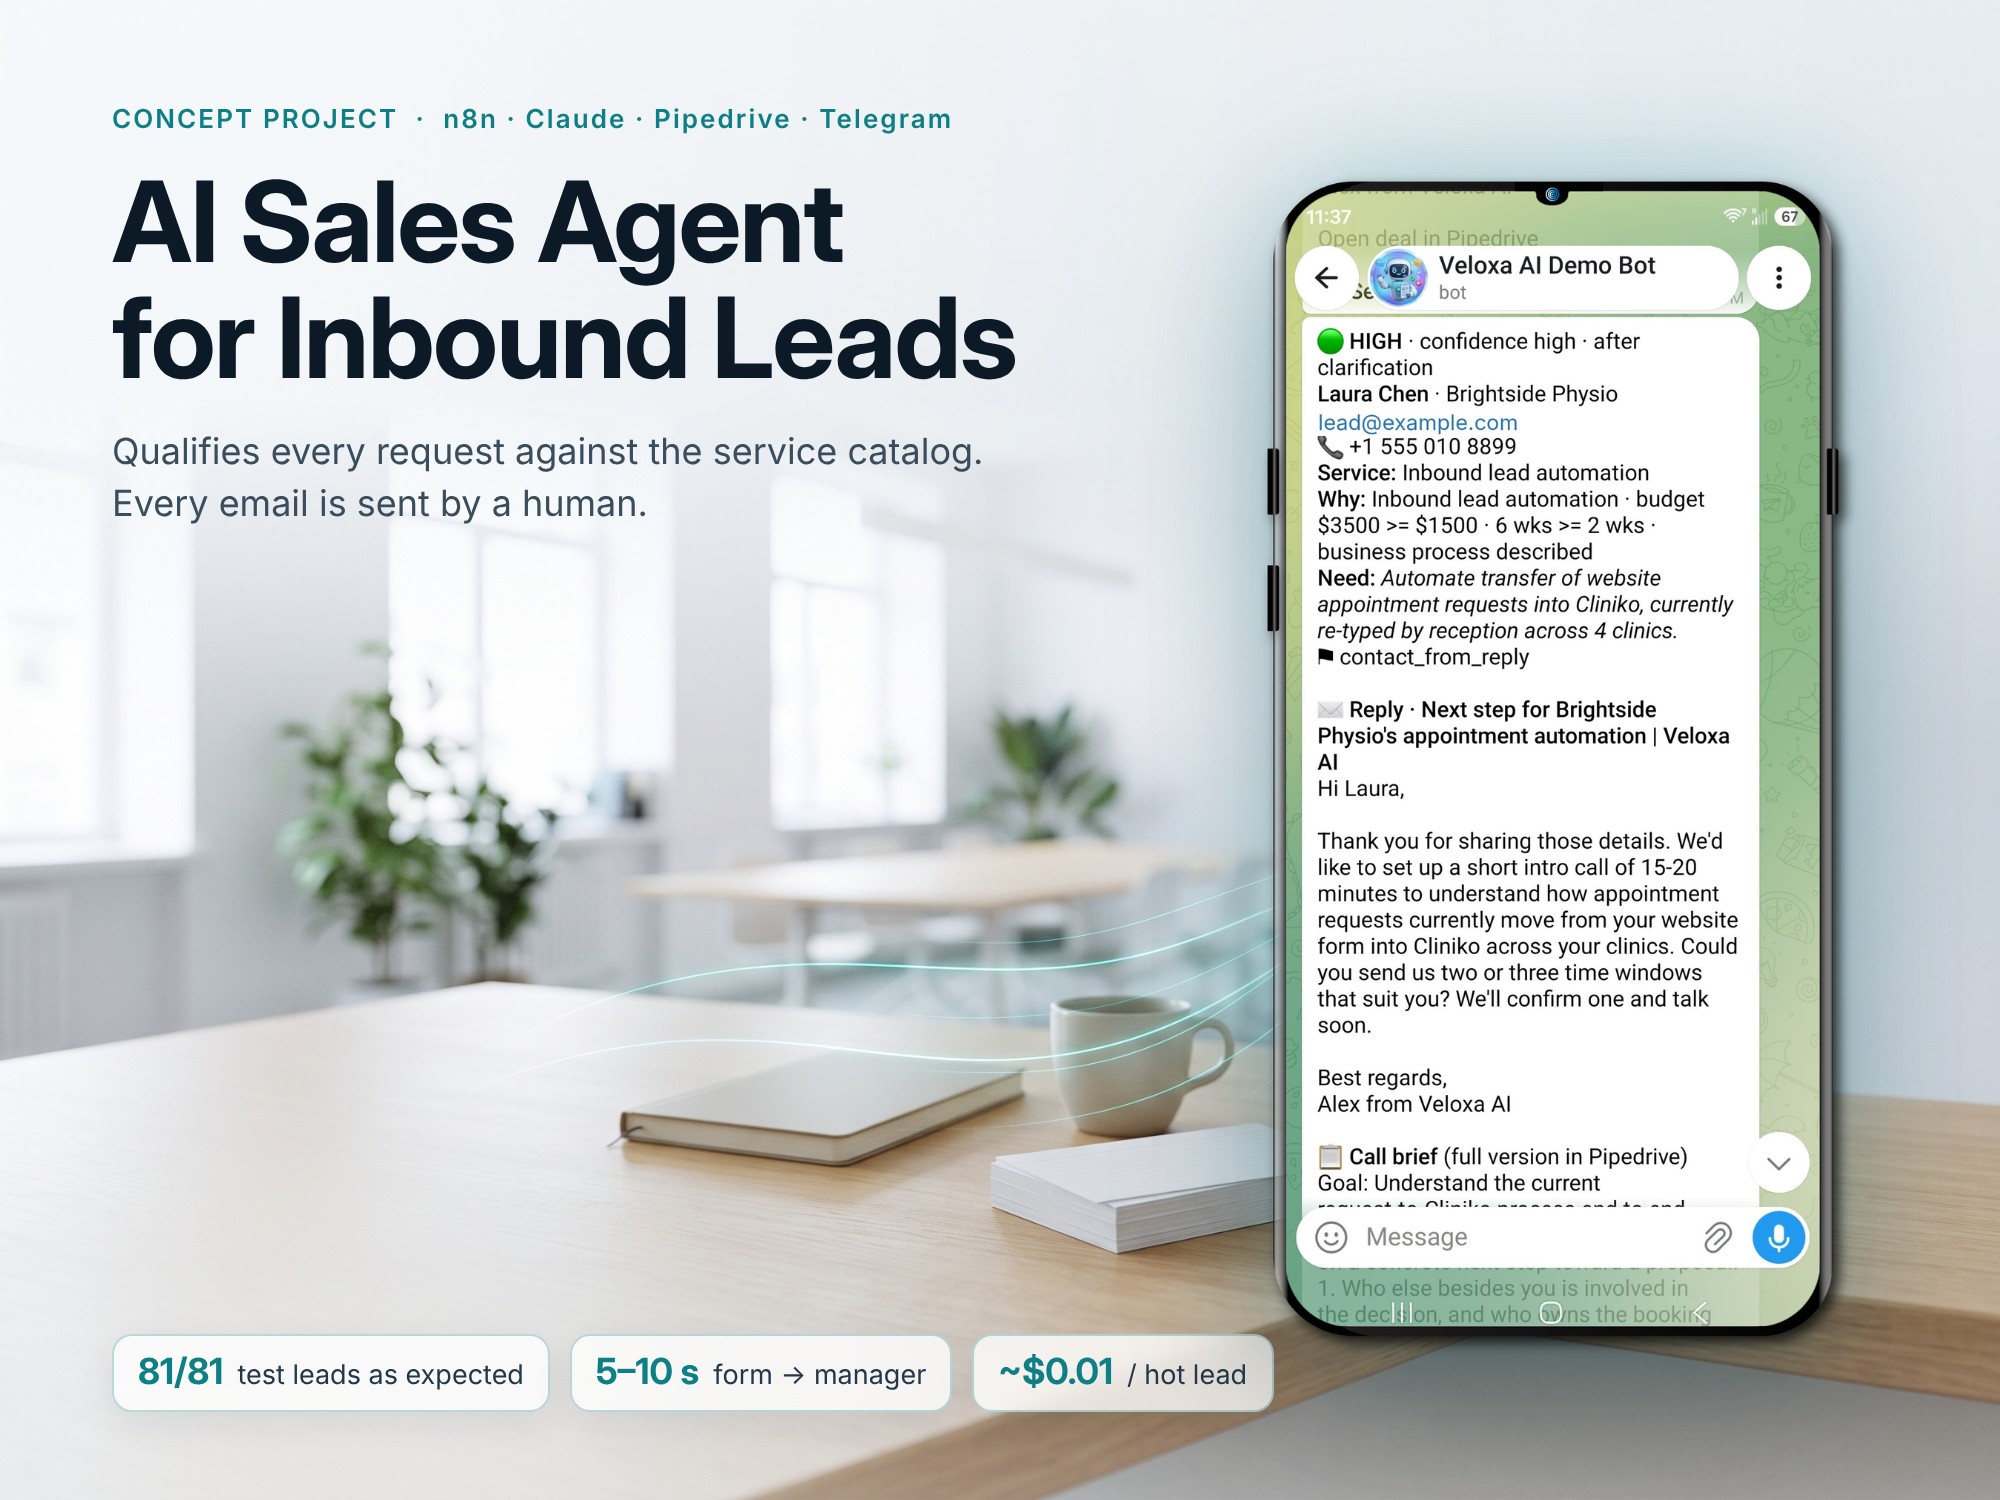 CONCEPT PROJECT · n8n · Claude · Pipedrive · Telegram
AI Sales Agent
for Inbound Leads
Qualifies every request against the service catalog.
Every email is sent by a human.
11:37
67
Open deal in Pipedrive
Veloxa AI Demo Bot
bot
HIGH · confidence high · after
clarification
Laura Chen · Brightside Physio
lead@example.com
+1 555 010 8899
Service: Inbound lead automation
Why: Inbound lead automation · budget
$3500 >= $1500 · 6 wks >= 2 wks ·
business process described
Need: Automate transfer of website
appointment requests into Cliniko, currently
re-typed by reception across 4 clinics.
contact_from_reply
Reply · Next step for Brightside
Physio's appointment automation | Veloxa
AI
Hi Laura,
Thank you for sharing those details. We'd
like to set up a short intro call of 15-20
minutes to understand how appointment
requests currently move from your website
form into Cliniko across your clinics. Could
you send us two or three time windows
that suit you? We'll confirm one and talk
soon.
Best regards,
Alex from Veloxa AI
Call brief (full version in Pipedrive)
Goal: Understand the current
Message
1. Who else besides you is involved in
the decision, and who owns the booking
81/81 test leads as expected
5–10 s form → manager
~$0.01 / hot lead